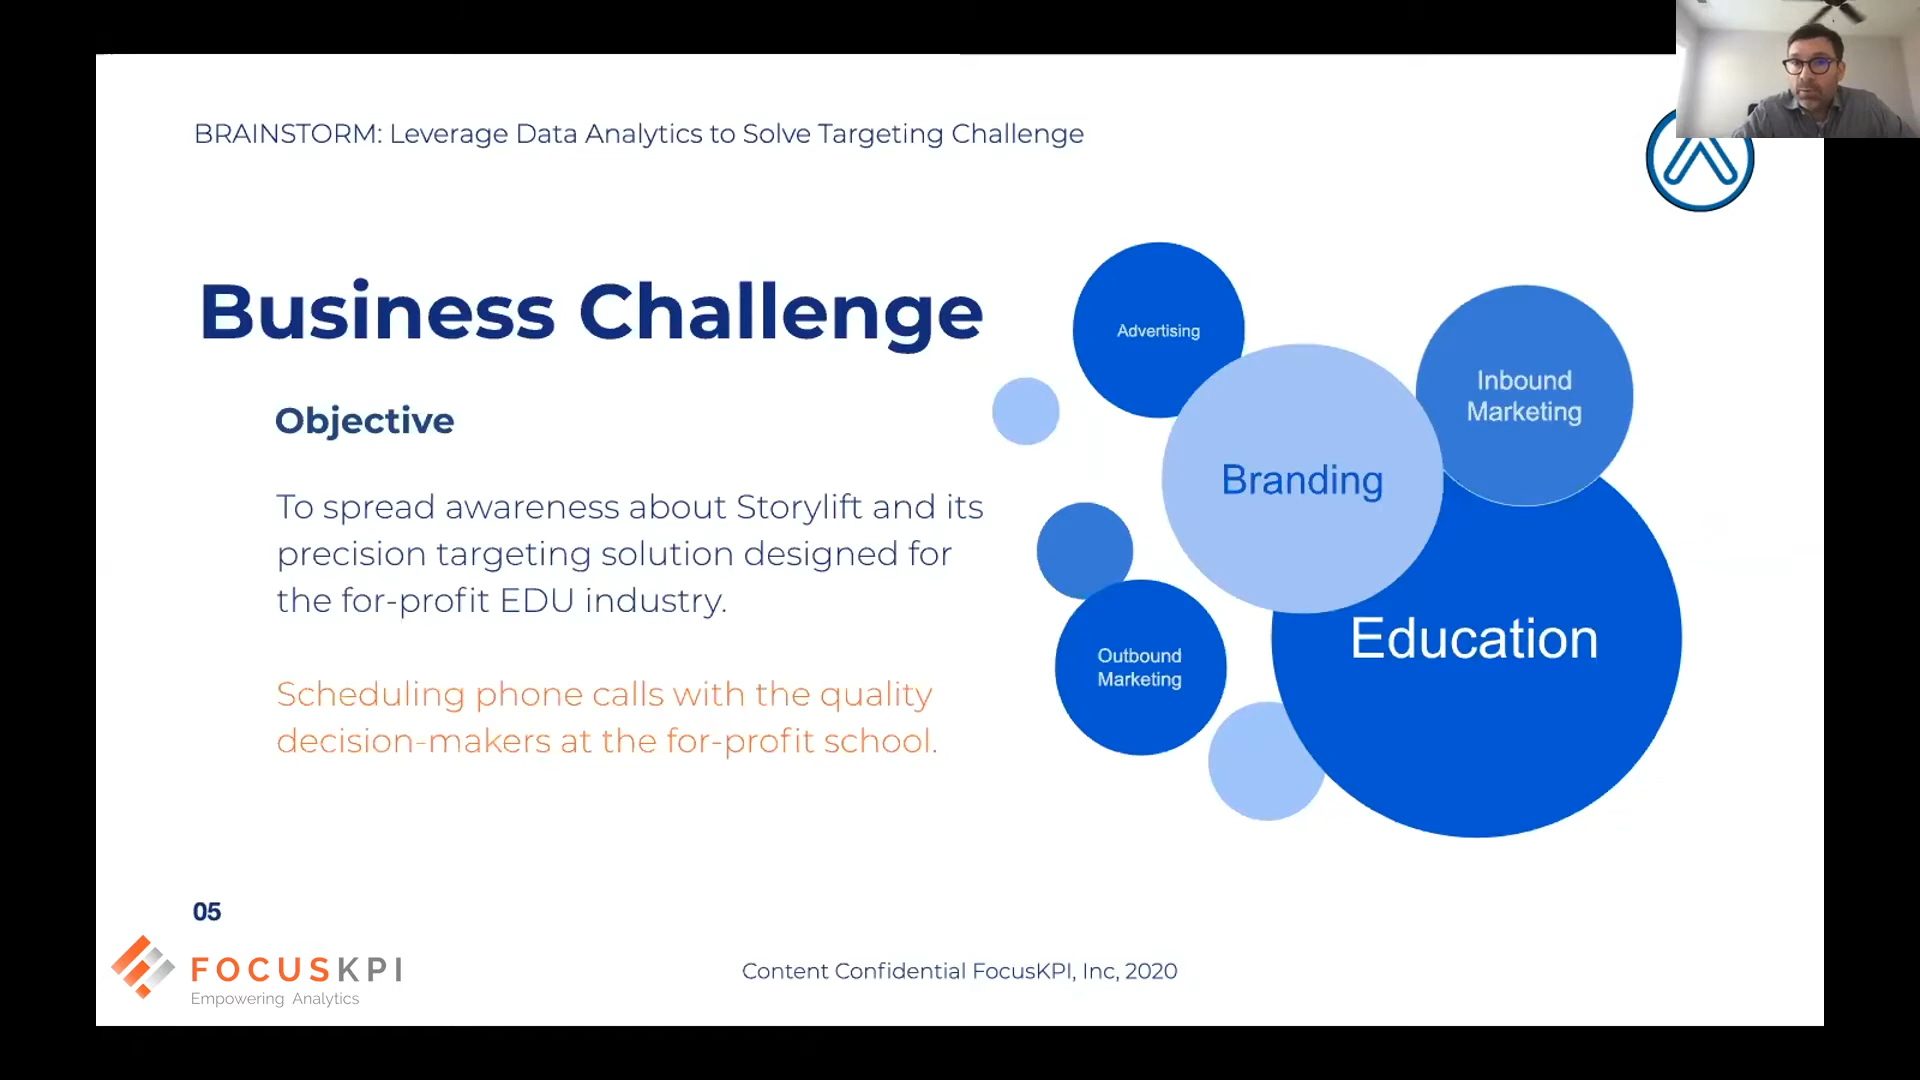 BRAINSTORM: Leverage Data Analytics to Solve Targeting Challenge
Business Challenge
Objective
To spread awareness about Storylift and its
precision targeting solution designed for
the for-profit EDU industry.
Scheduling phone calls with the quality
decision-makers at the for-profit school.
Advertising
Inbound
Marketing
Branding
Education
Outbound
Marketing
05
FOCUSKPI
Empowering Analytics
Content Confidential FocusKPI, Inc, 2020